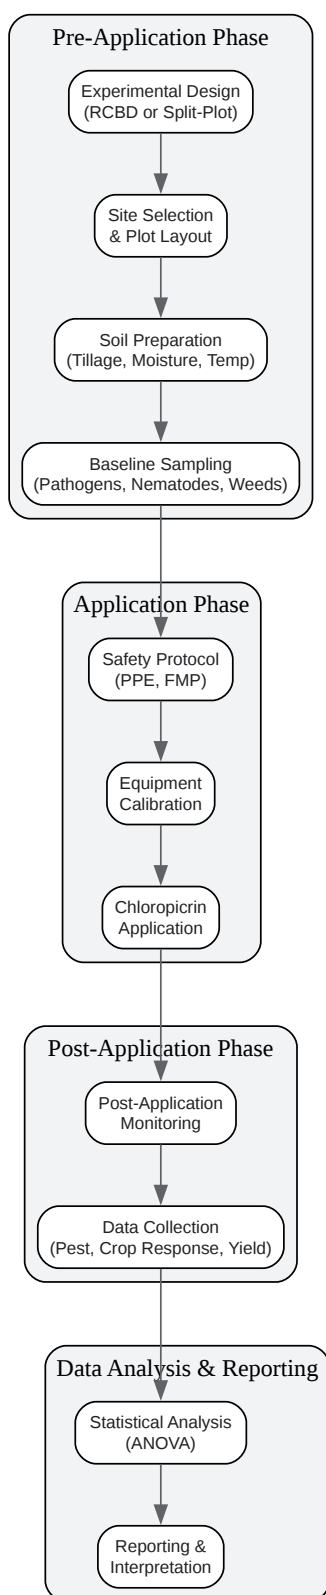 Pre-Application Phase
Experimental Design
(RCBD or Split-Plot)
Site Selection
& Plot Layout
Soil Preparation
(Tillage, Moisture, Temp)
Baseline Sampling
(Pathogens, Nematodes, Weeds)
Application Phase
Safety Protocol
(PPE, FMP)
Equipment
Calibration
Chloropicrin
Application
Post-Application Phase
Post-Application
Monitoring
Data Collection
(Pest, Crop Response, Yield)
Data Analysis & Reporting
Statistical Analysis
(ANOVA)
Reporting &
Interpretation